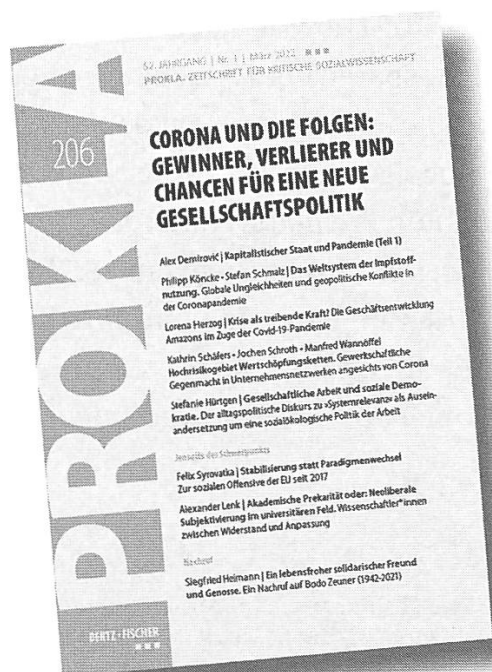 52. JAHRGANG | Nr. 1 | März 2022
PROKLA. ZEITSCHRIFT FÜR KRITISCHE SOZIALWISSENSCHAFT
PROKLA
206
CORONA UND DIE FOLGEN:
GEWINNER, VERLIERER UND
CHANCEN FÜR EINE NEUE
GESELLSCHAFTSPOLITIK
Alex Demirović | Kapitalistischer Staat und Pandemie (Teil 1)
Philipp Köncke • Stefan Schmalz | Das Weltsystem der Impfstoff-
nutzung. Globale Ungleichheiten und geopolitische Konflikte in
der Coronapandemie
Lorena Herzog | Krise als treibende Kraft? Die Geschäftsentwicklung
Amazons im Zuge der Covid-19-Pandemie
Kathrin Schäfers • Jochen Schroth • Manfred Wannöffel
Hochrisikogebiet Wertschöpfungsketten. Gewerkschaftliche
Gegenmacht in Unternehmensnetzwerken angesichts von Corona
Stefanie Hürtgen | Gesellschaftliche Arbeit und soziale Demo-
kratie. Der alltagspolitische Diskurs zu »Systemrelevanz« als Ausein-
andersetzung um eine sozialökologische Politik der Arbeit
Jenseits des Schwerpunkts
Felix Syrovatka | Stabilisierung statt Paradigmenwechsel
Zur sozialen Offensive der EU seit 2017
Alexander Lenk | Akademische Prekarität oder: Neoliberale
Subjektivierung im universitären Feld. Wissenschaftler*innen
zwischen Widerstand und Anpassung
Nachruf
Siegfried Heimann | Ein lebensfroher solidarischer Freund
und Genosse. Ein Nachruf auf Bodo Zeuner (1942-2021)
BERTZ + FISCHER